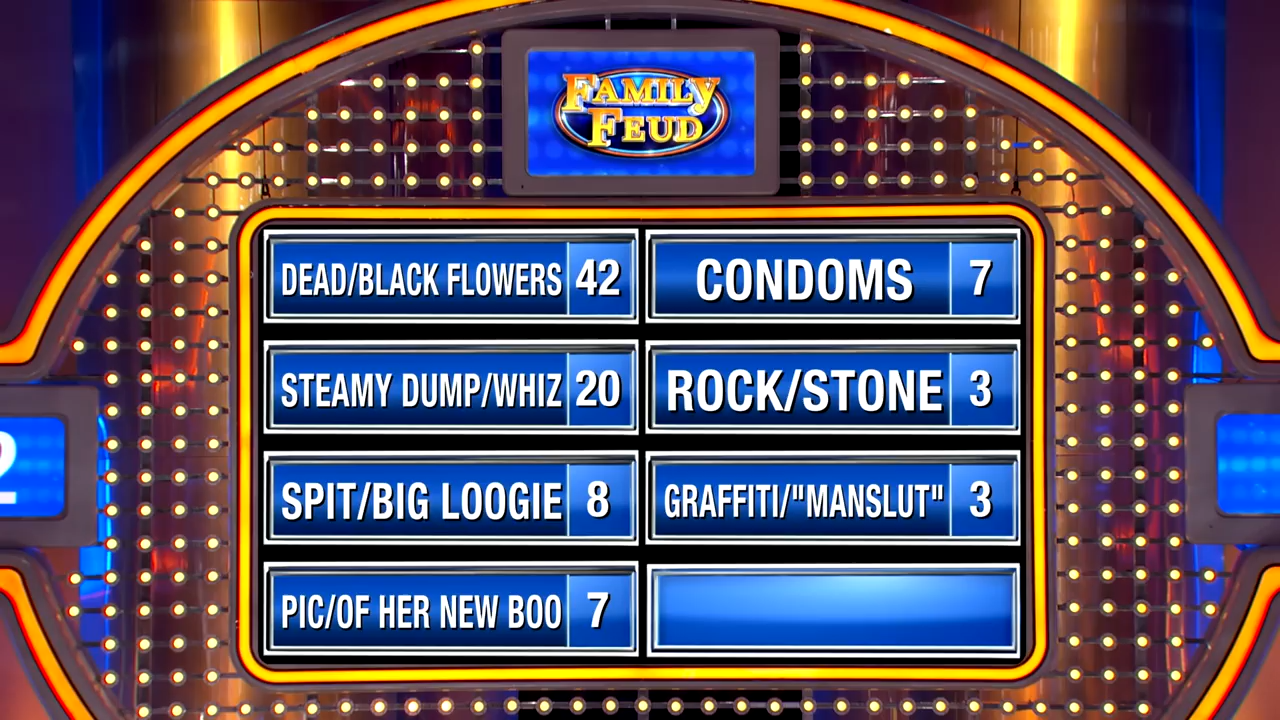 FAMILY
FEUD
DEAD/BLACK FLOWERS 42
STEAMY DUMP/WHIZ 20
SPIT/BIG LOOGIE 8
PIC/OF HER NEW BOO 7
CONDOMS 7
ROCK/STONE 3
GRAFFITI/"MANSLUT" 3
2